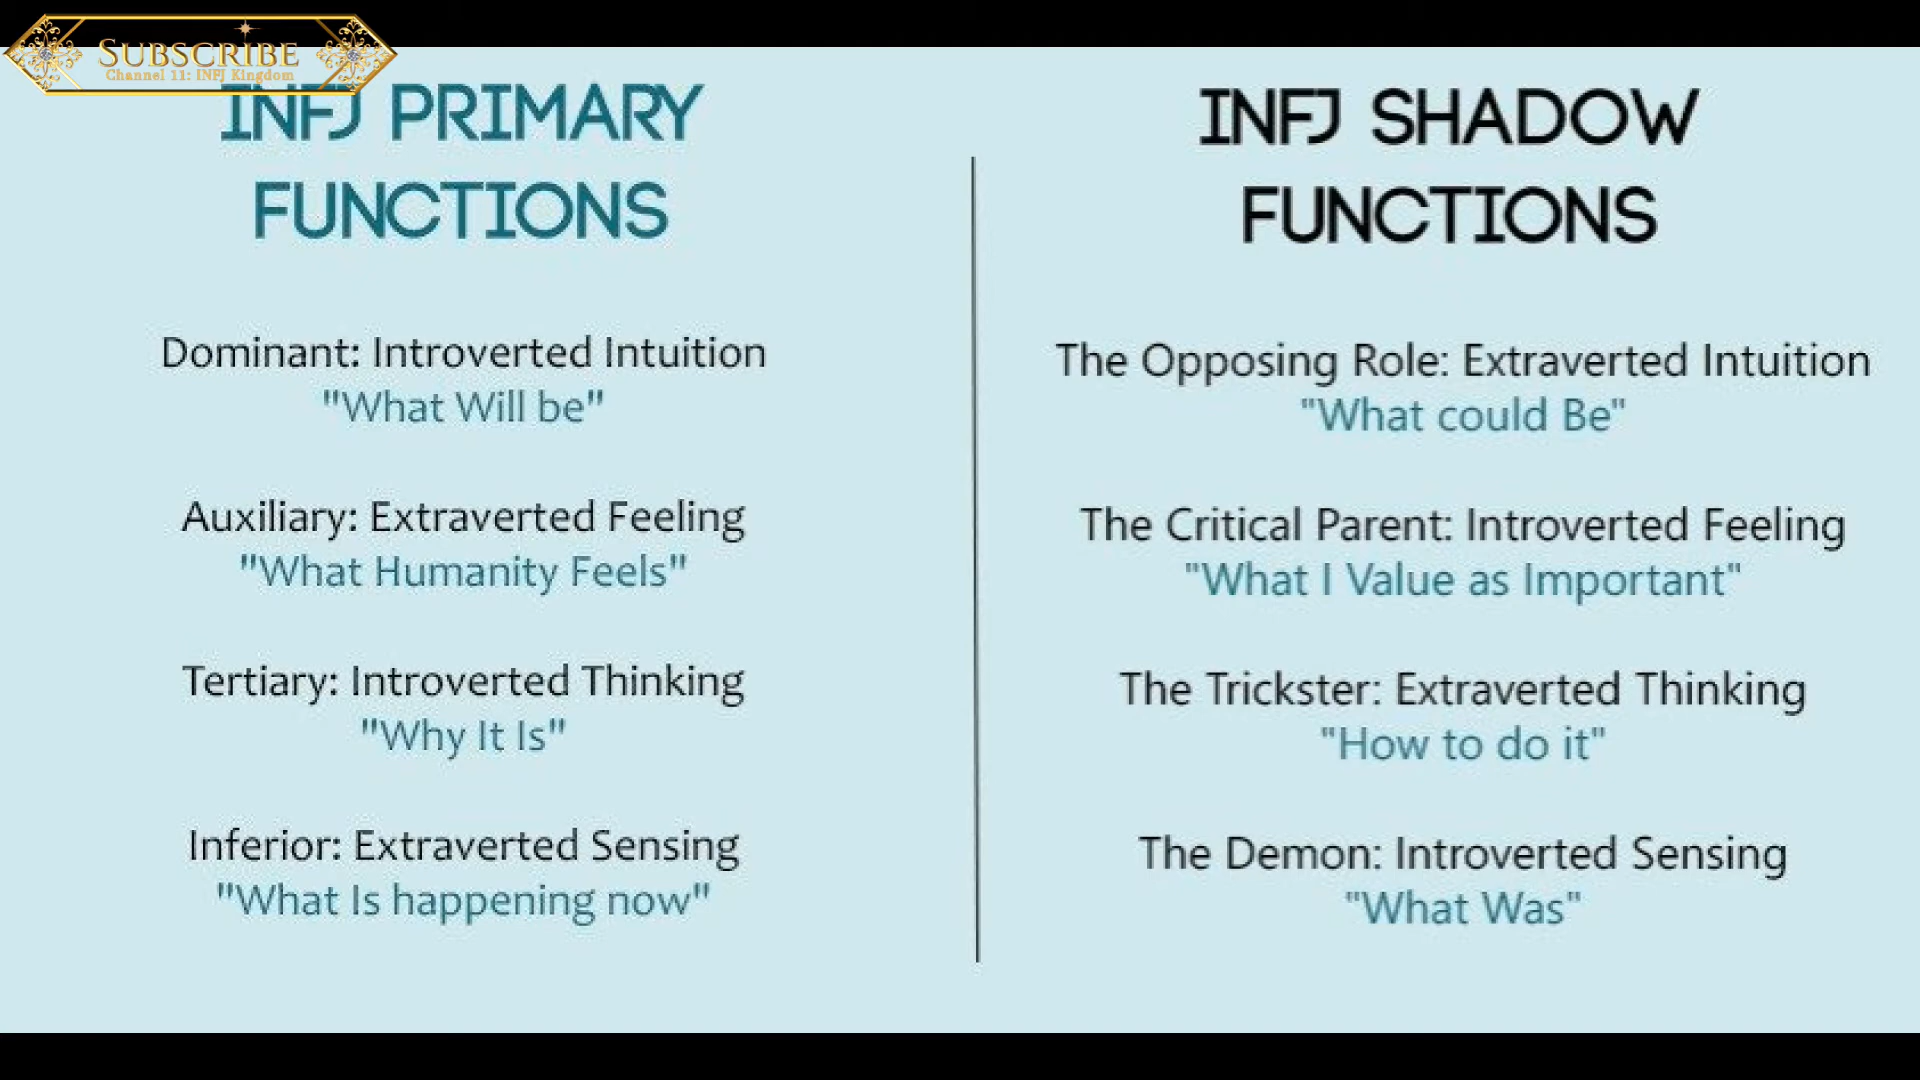 SUBSCRIBE
Channel 11: INFJ Kingdom
INFJ PRIMARY
FUNCTIONS
Dominant: Introverted Intuition
"What Will be"
Auxiliary: Extraverted Feeling
"What Humanity Feels"
Tertiary: Introverted Thinking
"Why It Is"
Inferior: Extraverted Sensing
"What Is happening now"
INFJ SHADOW
FUNCTIONS
The Opposing Role: Extraverted Intuition
"What could Be"
The Critical Parent: Introverted Feeling
"What I Value as Important"
The Trickster: Extraverted Thinking
"How to do it"
The Demon: Introverted Sensing
"What Was"